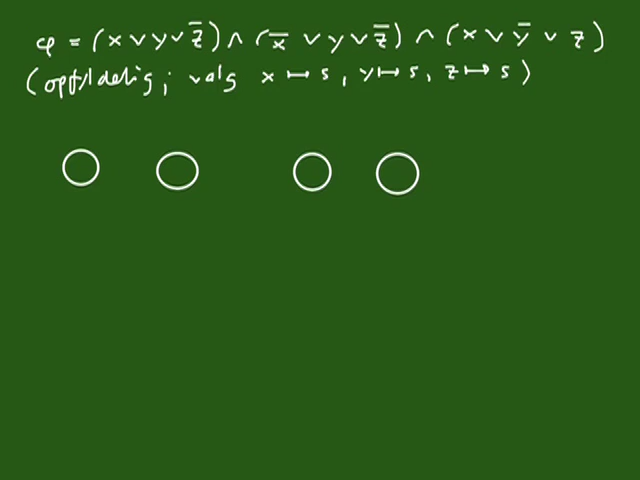 φ = (x ∨ y ∨ z̅) ∧ (x̅ ∨ y ∨ z̅) ∧ (x ∨ y̅ ∨ z)
(opfyldelig; vælg x ↦ s, y ↦ s, z ↦ s)